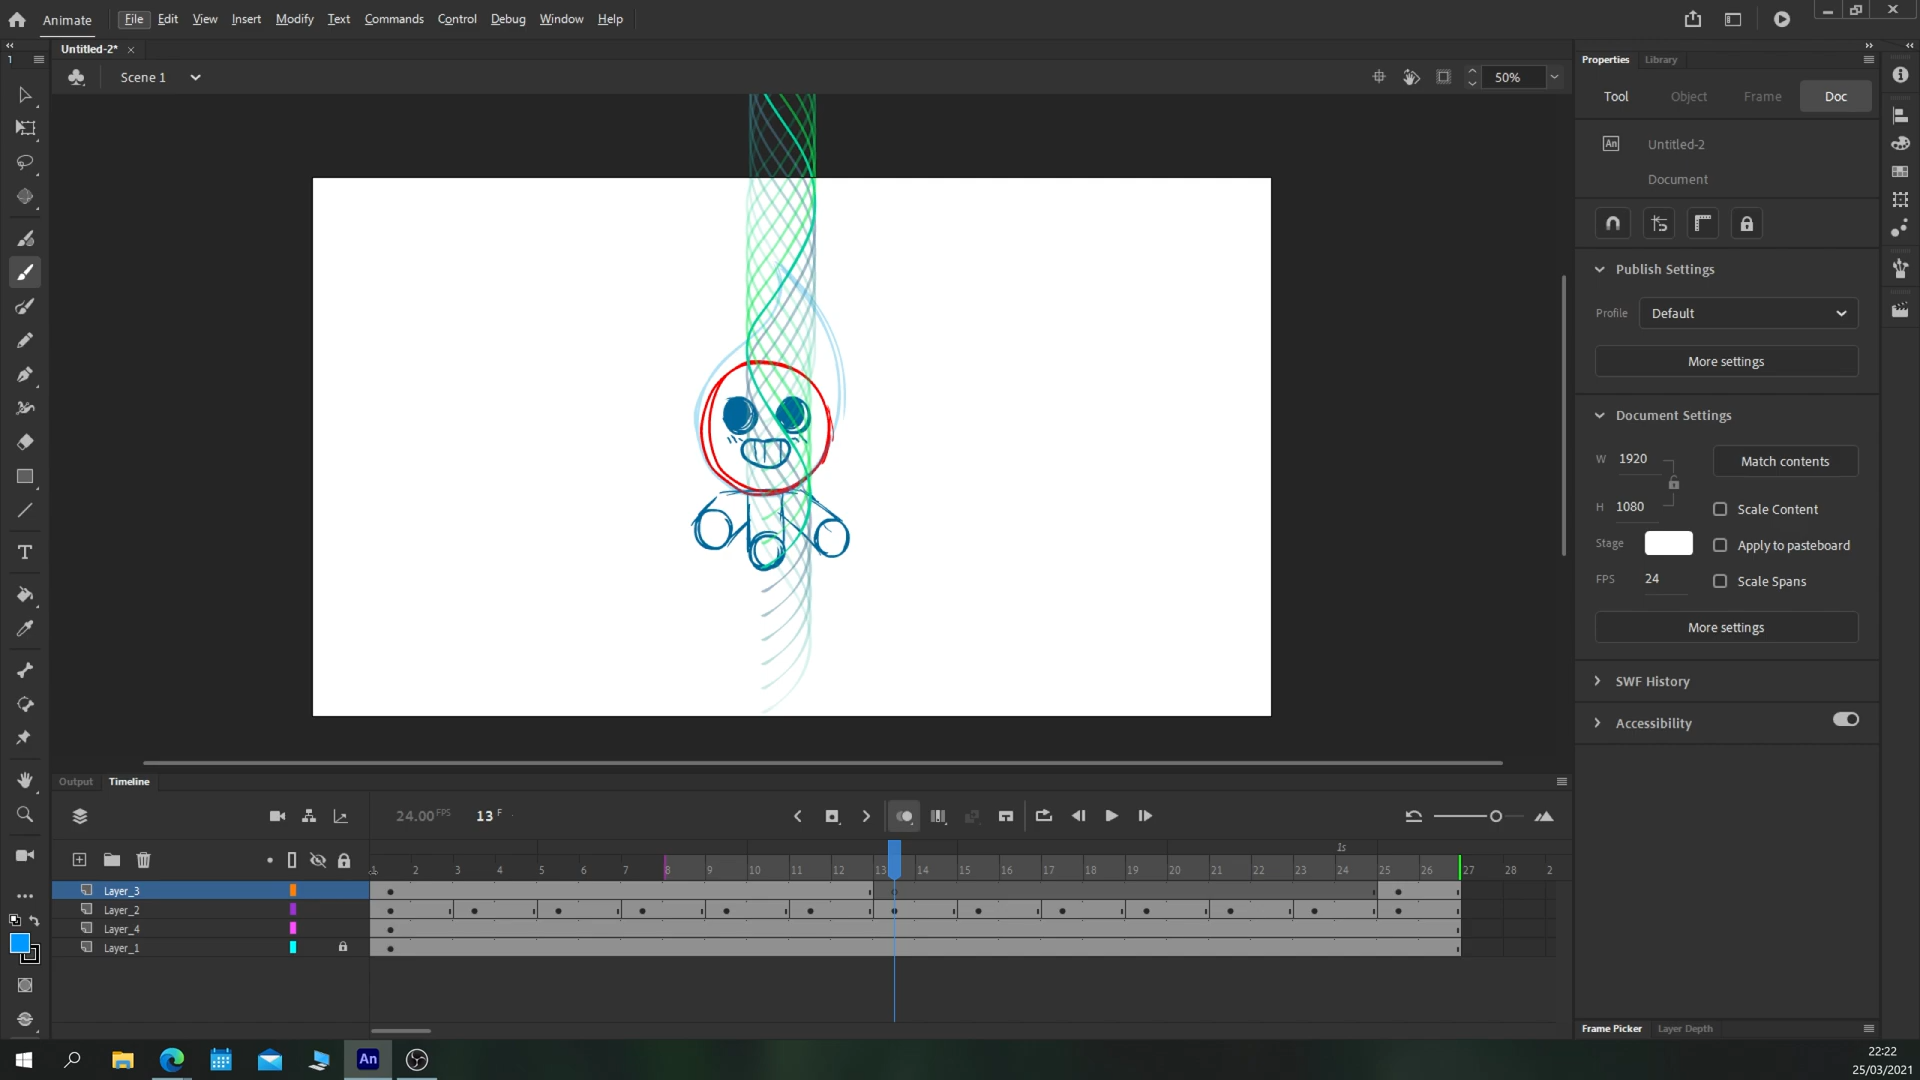 Animate File Edit View Insert Modify Text Commands Control Debug Window Help
Untitled-2* ×
1
Scene 1
50%
Properties Library
Tool Object Frame Doc
An Untitled-2
Document
Publish Settings
Profile Default
More settings
Document Settings
W 1920
Match contents
H 1080
Scale Content
Stage
Apply to pasteboard
FPS 24
Scale Spans
More settings
SWF History
Accessibility
T
Output Timeline
24.00 FPS 13 F
1s
1 2 3 4 5 6 7 8 9 10 11 12 13 14 15 16 17 18 19 20 21 22 23 24 25 26 27 28 2
Layer_3
Layer_2
Layer_4
Layer_1
Frame Picker Layer Depth
An
22:22
25/03/2021